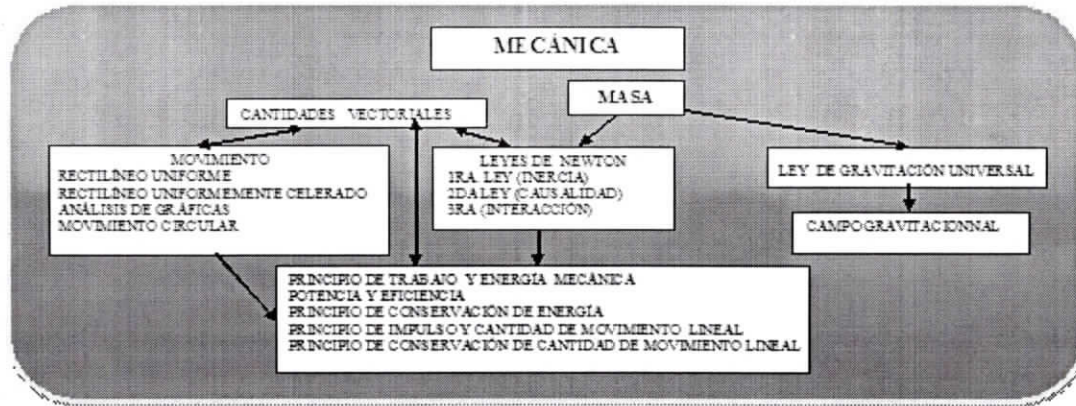 MECÁNICA
MASA
CANTIDADES VECTORIALES
MOVIMIENTO
RECTILÍNEO UNIFORME
RECTILÍNEO UNIFORMEMENTE CELERADO
ANÁLISIS DE GRÁFICAS
MOVIMIENTO CIRCULAR
LEYES DE NEWTON
1RA LEY (INERCIA)
2DA LEY (CAUSALIDAD)
3RA (INTERACCIÓN)
LEY DE GRAVITACIÓN UNIVERSAL
CAMPO GRAVITACIONNAL
PRINCIPIO DE TRABAJO Y ENERGÍA MECÁNICA
POTENCIA Y EFICIENCIA
PRINCIPIO DE CONSERVACIÓN DE ENERGÍA
PRINCIPIO DE IMPULSO Y CANTIDAD DE MOVIMIENTO LINEAL
PRINCIPIO DE CONSERVACIÓN DE CANTIDAD DE MOVIMIENTO LINEAL